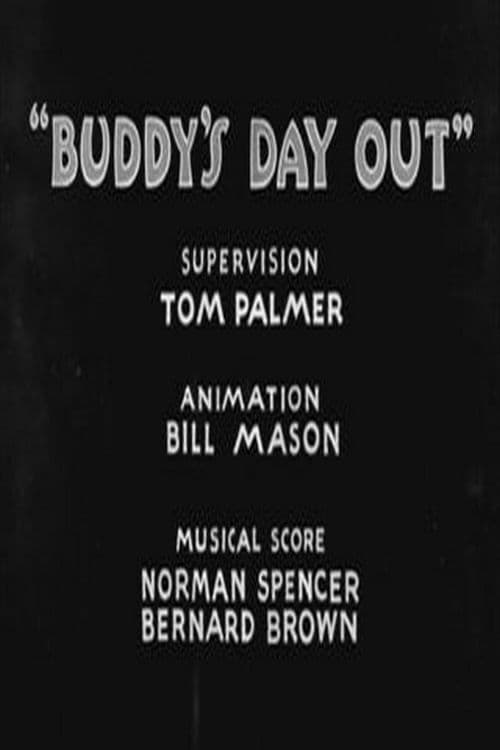 “BUDDY'S DAY OUT”
SUPERVISION
TOM PALMER
ANIMATION
BILL MASON
MUSICAL SCORE
NORMAN SPENCER
BERNARD BROWN